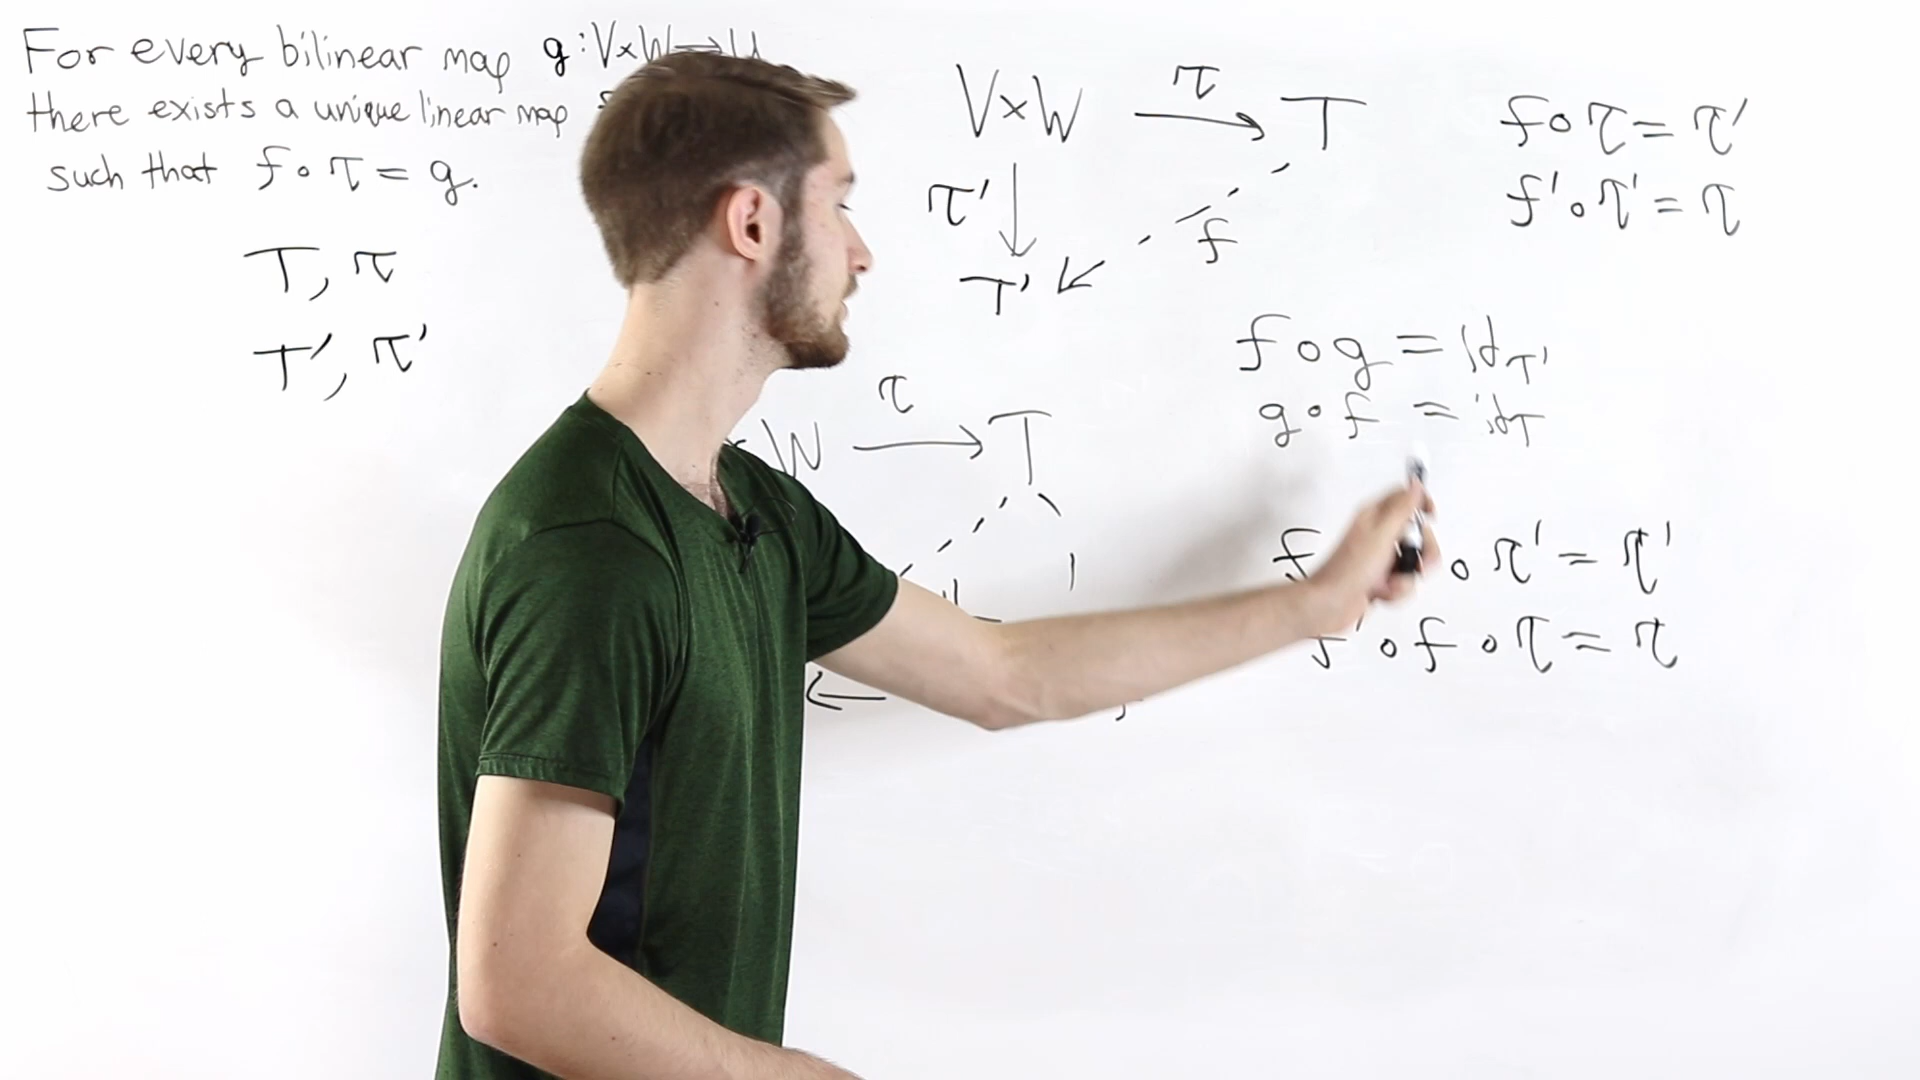 For every bilinear map g : V×W → U
there exists a unique linear map
such that f ∘ τ = g.
T, τ
T′, τ′
V×W → T
τ
τ′
f
T′
f ∘ τ = τ′
f′ ∘ τ′ = τ
f ∘ g = id_T′
g ∘ f = id_T
W → T
τ
f ∘ τ′ = τ′
f′ ∘ f ∘ τ = τ